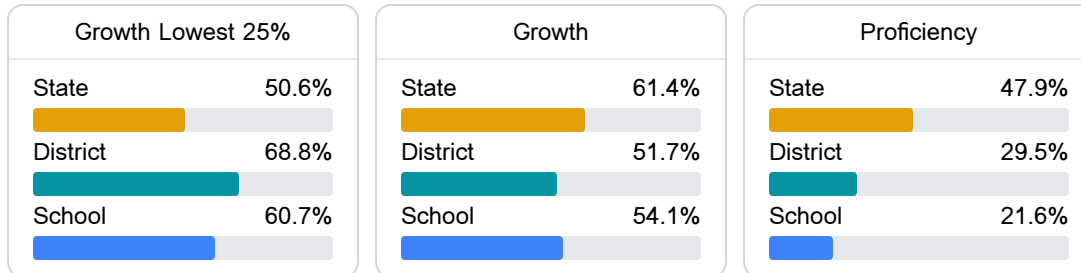 Growth Lowest 25%
State 50.6%
District 68.8%
School 60.7%
Growth
State 61.4%
District 51.7%
School 54.1%
Proficiency
State 47.9%
District 29.5%
School 21.6%